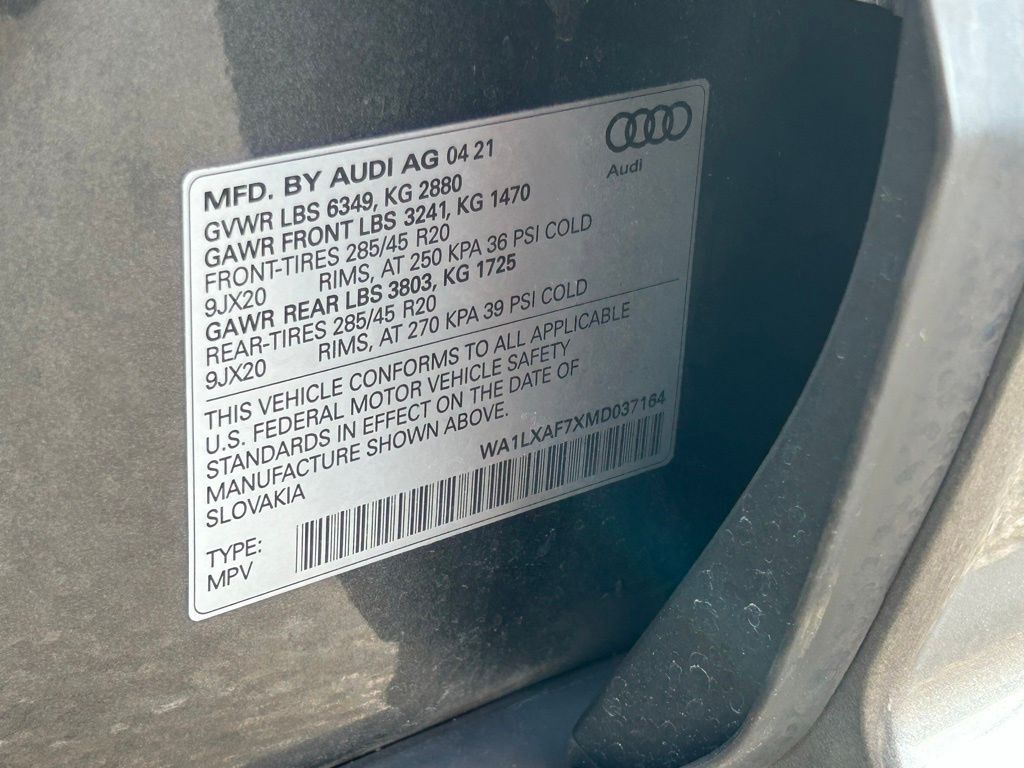 Audi
MFD. BY AUDI AG 04 21
GVWR LBS 6349, KG 2880
GAWR FRONT LBS 3241, KG 1470
FRONT-TIRES 285/45 R20
9JX20 RIMS, AT 250 KPA 36 PSI COLD
GAWR REAR LBS 3803, KG 1725
REAR-TIRES 285/45 R20
9JX20 RIMS, AT 270 KPA 39 PSI COLD
THIS VEHICLE CONFORMS TO ALL APPLICABLE
U.S. FEDERAL MOTOR VEHICLE SAFETY
STANDARDS IN EFFECT ON THE DATE OF
MANUFACTURE SHOWN ABOVE.
SLOVAKIA WA1LXAF7XMD037164
TYPE:
MPV